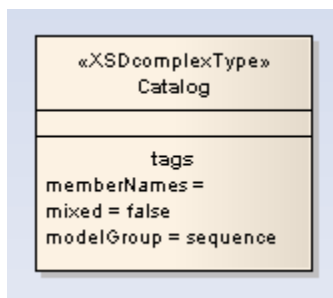 «XSDcomplexType»
Catalog
tags
memberNames =
mixed = false
modelGroup = sequence